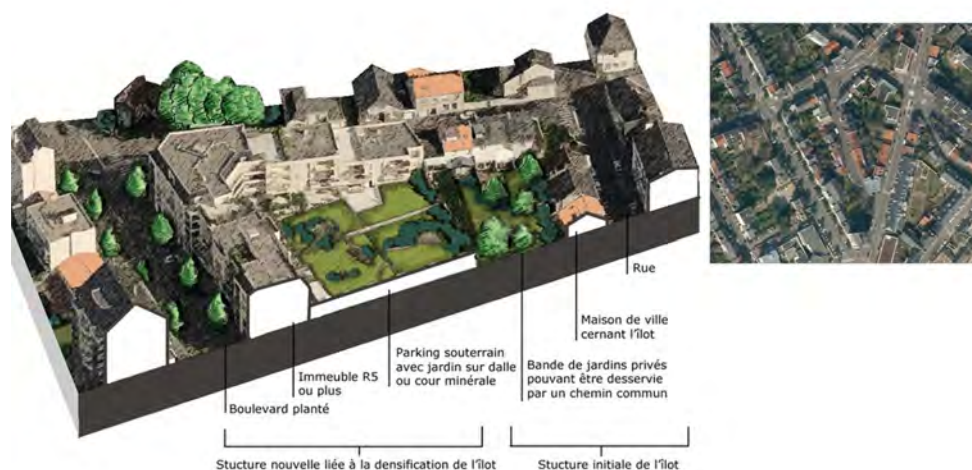 Rue
Maison de ville
cernant l'îlot
Parking souterrain
avec jardin sur dalle
ou cour minérale
Bande de jardins privés
pouvant être desservie
par un chemin commun
Immeuble R5
ou plus
Boulevard planté
Stucture nouvelle liée à la densification de l'îlot
Stucture initiale de l'îlot